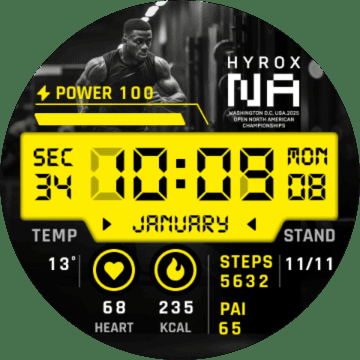 HYROX
NA
WASHINGTON D.C. USA, 2025
OPEN NORTH AMERICAN
CHAMPIONSHIPS
POWER 100
SEC 10:09 MON
34 08
JANUARY
TEMP STAND
13° STEPS 11/11
5632
68 235 PAI
HEART KCAL 65